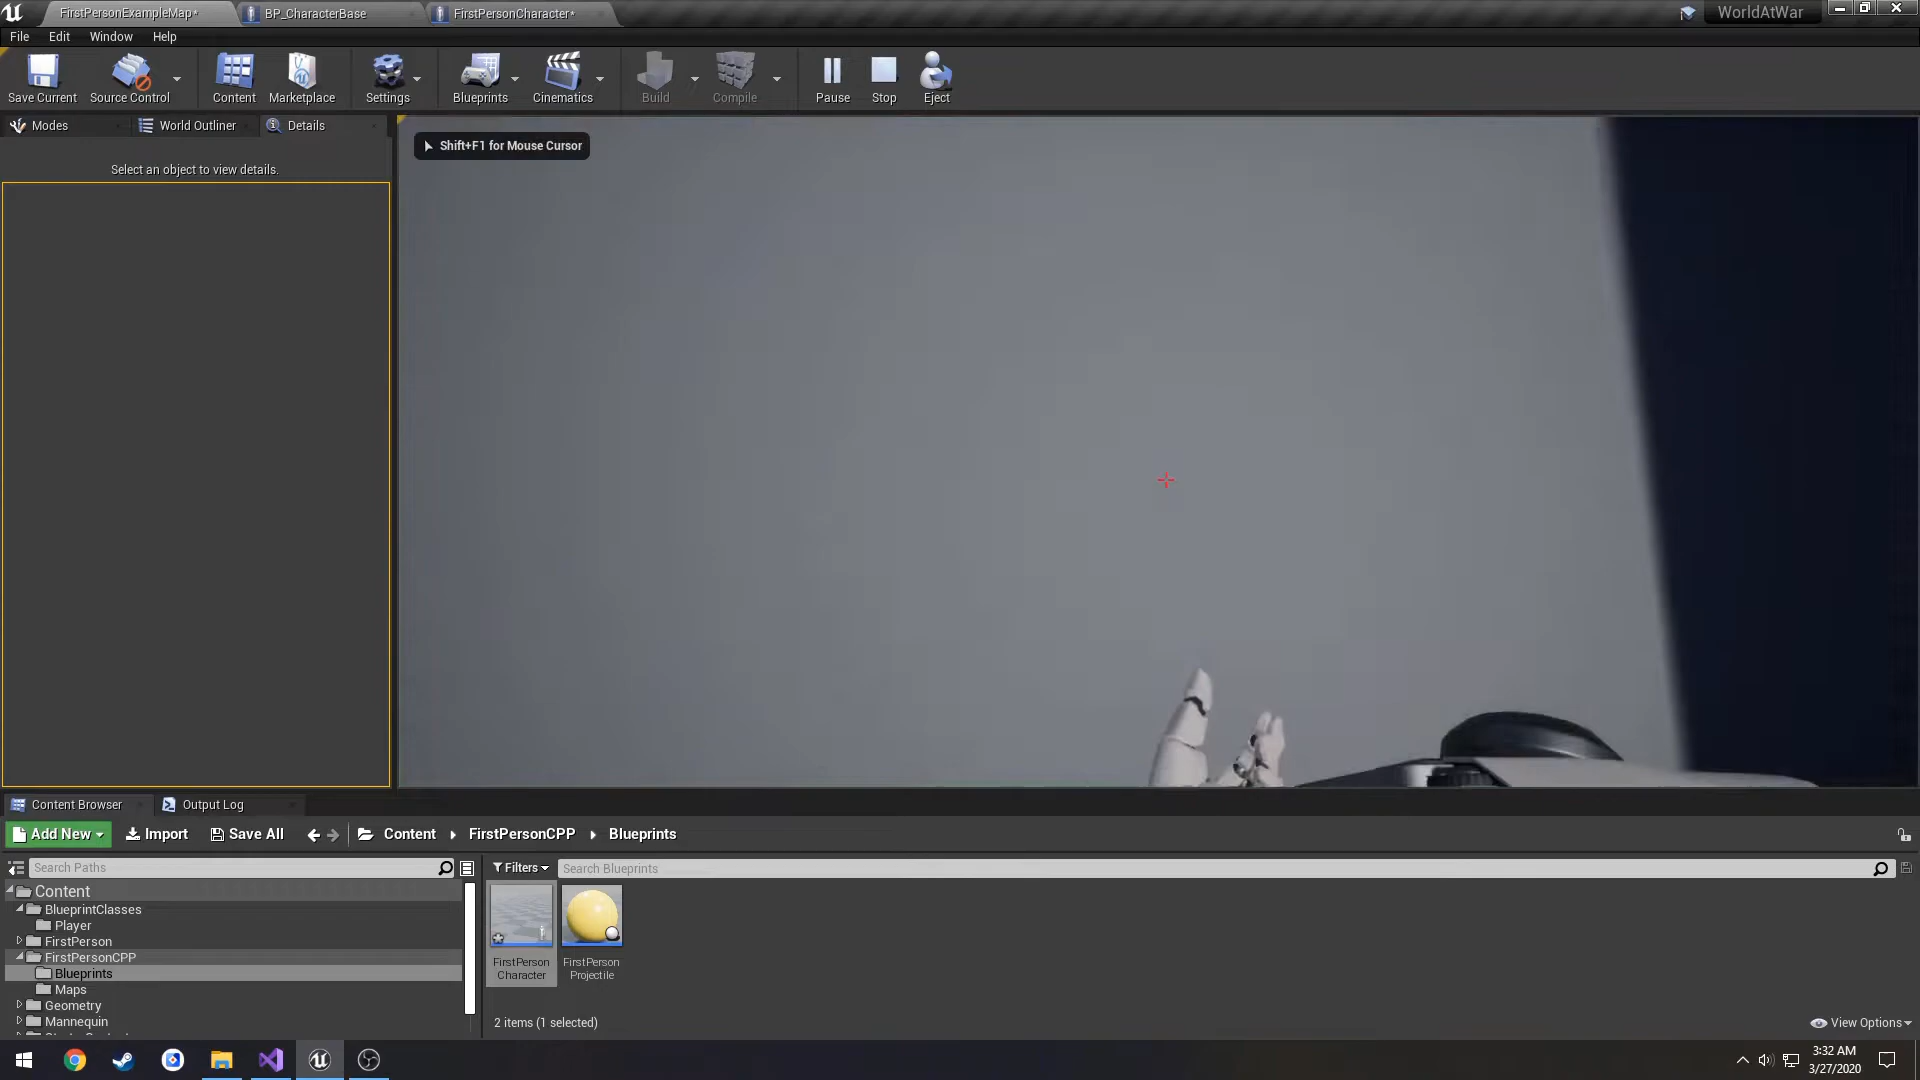 FirstPersonExampleMap*
BP_CharacterBase
FirstPersonCharacter*
WorldAtWar
File
Edit
Window
Help
Save Current
Source Control
Content
Marketplace
Settings
Blueprints
Cinematics
Build
Compile
Pause
Stop
Eject
Modes
World Outliner
Details
Shift+F1 for Mouse Cursor
Select an object to view details.
Content Browser
Output Log
Add New
Import
Save All
Content
FirstPersonCPP
Blueprints
Search Paths
Filters
Search Blueprints
Content
BlueprintClasses
Player
FirstPerson
FirstPersonCPP
Blueprints
Maps
Geometry
Mannequin
FirstPerson
Character
FirstPerson
Projectile
2 items (1 selected)
View Options
3:32 AM
3/27/2020